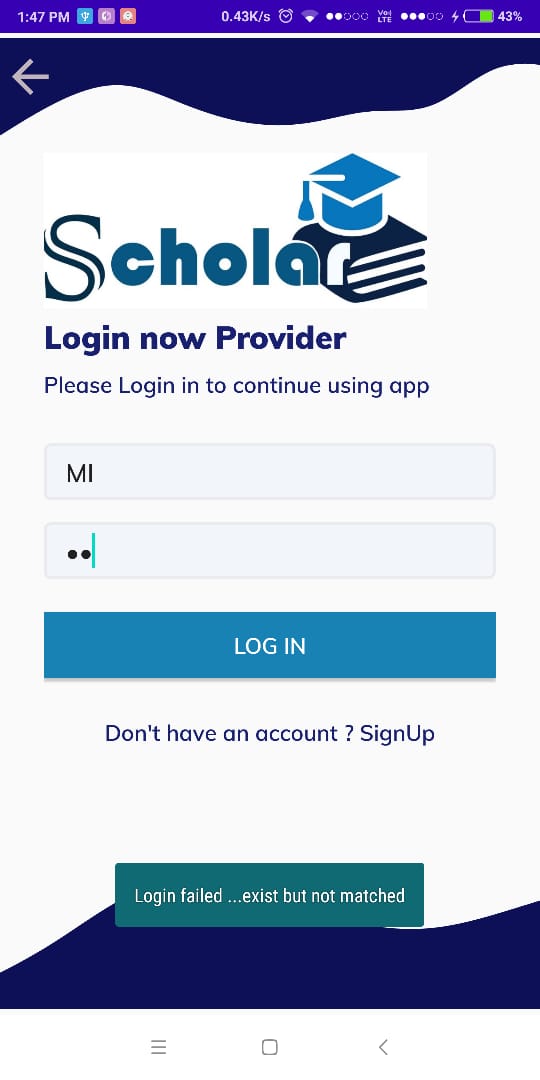 1:47 PM 0.43K/s Vo) LTE 43%
Scholar
Login now Provider
Please Login in to continue using app
MI
••
LOG IN
Don't have an account ? SignUp
Login failed ...exist but not matched